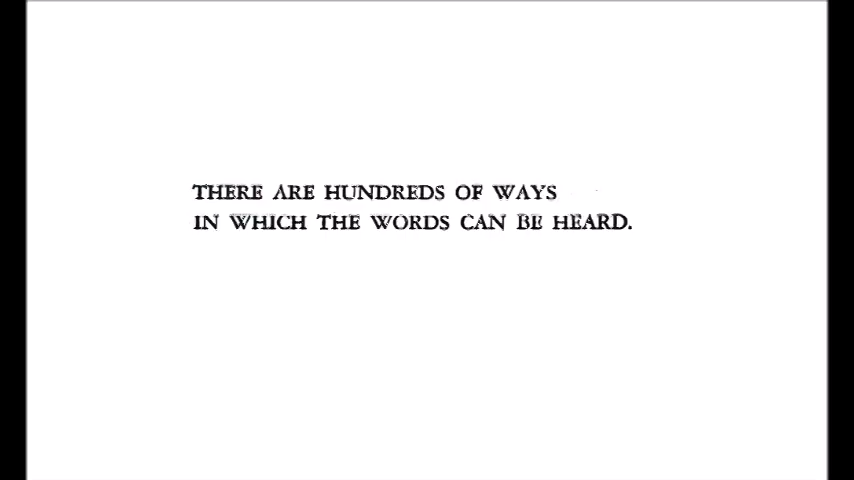 THERE ARE HUNDREDS OF WAYS
IN WHICH THE WORDS CAN BE HEARD.